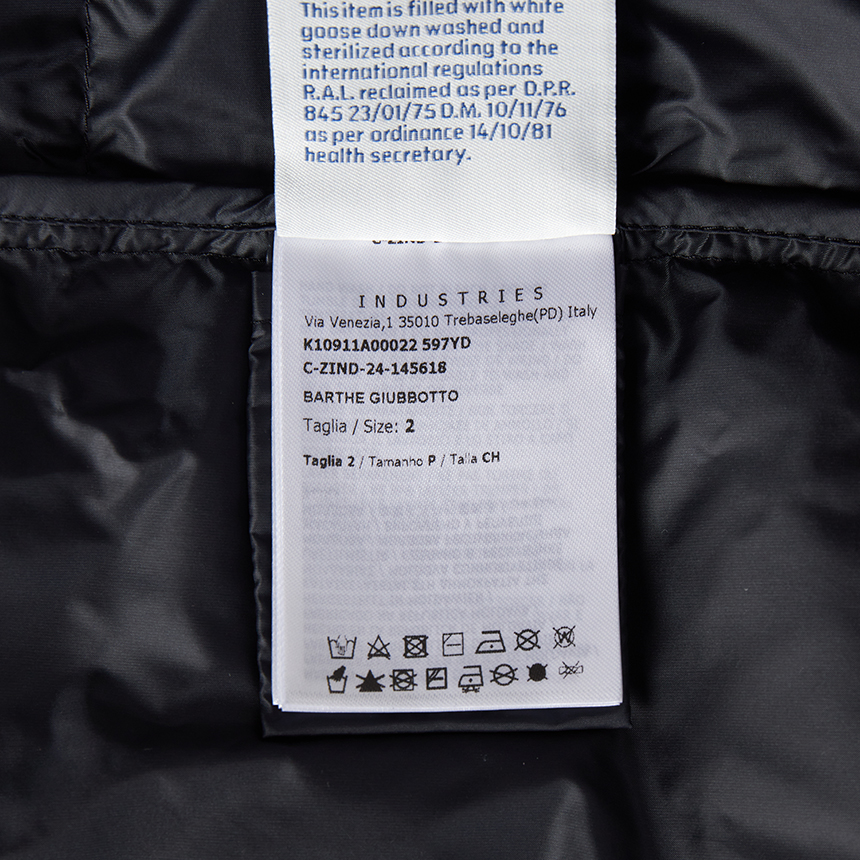 This item is filled with white
goose down washed and
sterilized according to the
international regulations
R.A.L. reclaimed as per D.P.R.
845 23/01/75 D.M. 10/11/76
as per ordinance 14/10/81
health secretary.
INDUSTRIES
Via Venezia,1 35010 Trebaseleghe(PD) Italy
K10911A00022 597YD
C-ZIND-24-145618
BARTHE GIUBBOTTO
Taglia / Size: 2
Taglia 2 / Tamanho P / Talla CH